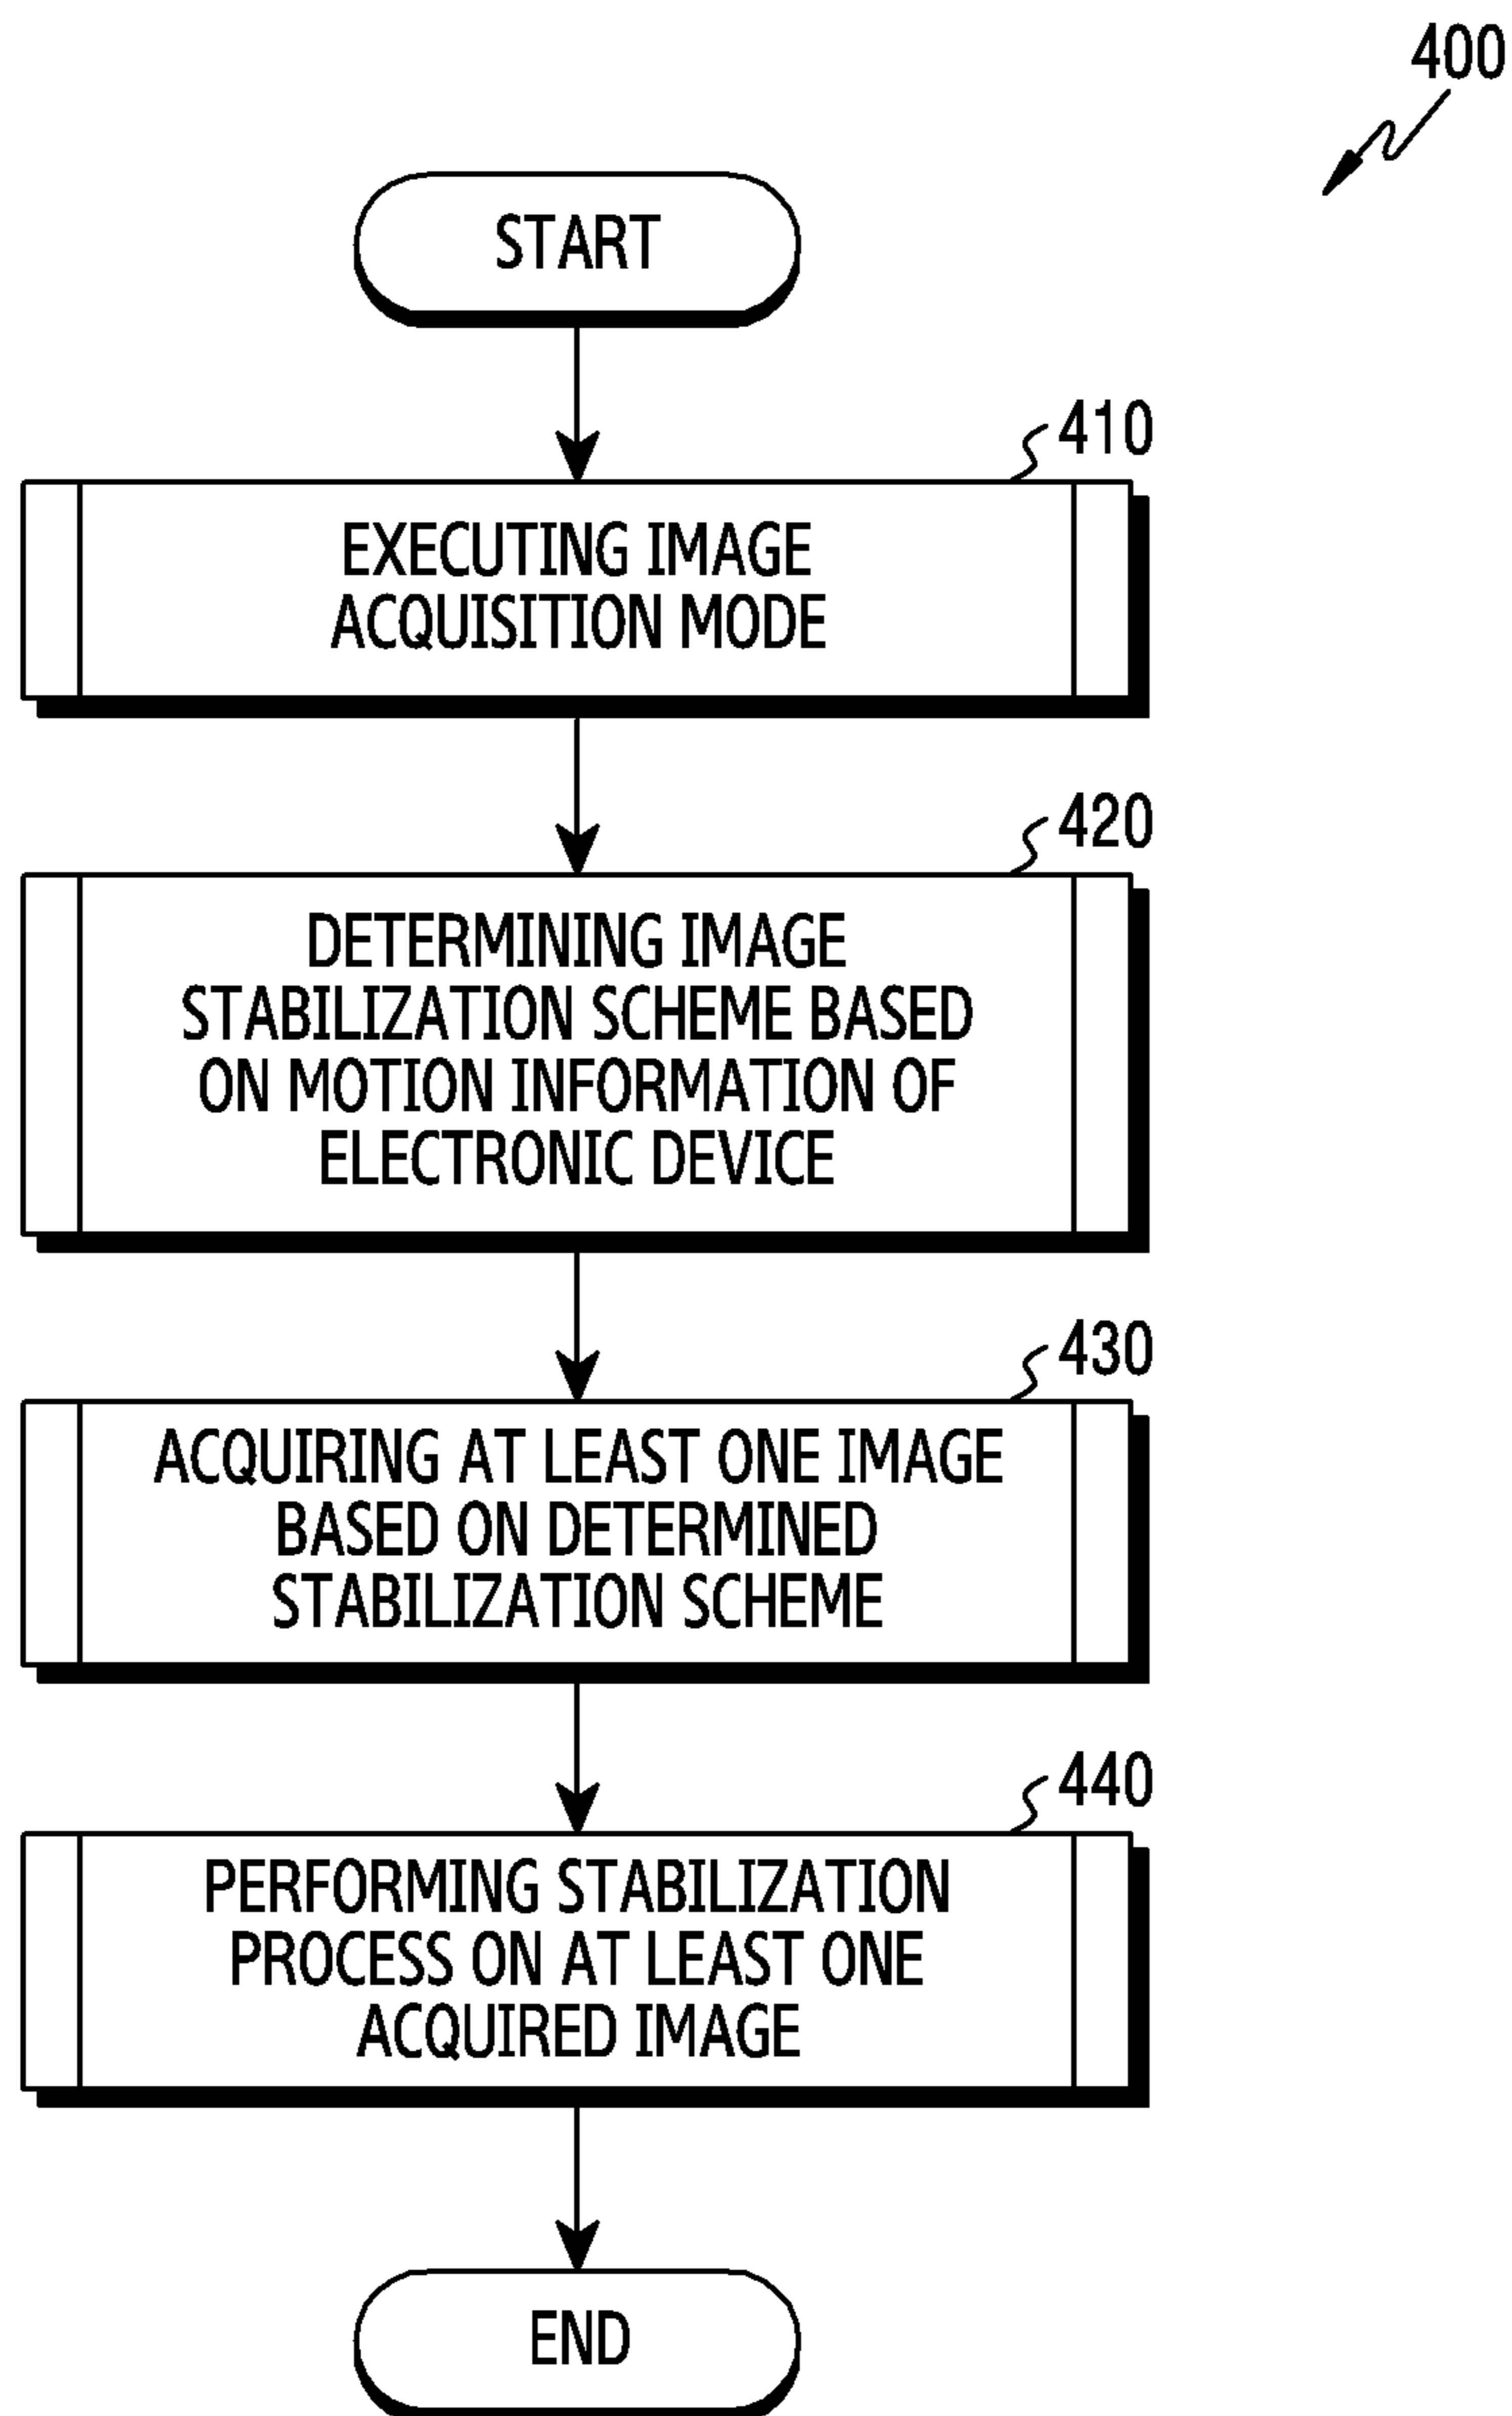 400
START
410
EXECUTING IMAGE
ACQUISITION MODE
420
DETERMINING IMAGE
STABILIZATION SCHEME BASED
ON MOTION INFORMATION OF
ELECTRONIC DEVICE
430
ACQUIRING AT LEAST ONE IMAGE
BASED ON DETERMINED
STABILIZATION SCHEME
440
PERFORMING STABILIZATION
PROCESS ON AT LEAST ONE
ACQUIRED IMAGE
END